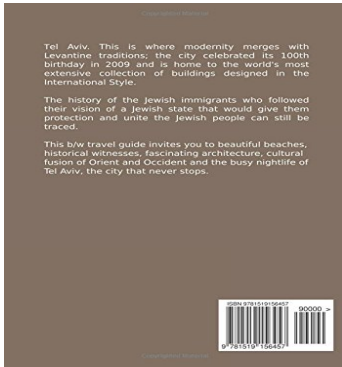 Copyrighted Material
Tel Aviv. This is where modernity merges with
Levantine traditions; the city celebrated its 100th
birthday in 2009 and is home to the world's most
extensive collection of buildings designed in the
International Style.
The history of the Jewish immigrants who followed
their vision of a Jewish state that would give them
protection and unite the Jewish people can still be
traced.
This b/w travel guide invites you to beautiful beaches,
historical witnesses, fascinating architecture, cultural
fusion of Orient and Occident and the busy nightlife of
Tel Aviv, the city that never stops.
ISBN 9781519156457
90000 >
9 781519 156457
Copyrighted Material